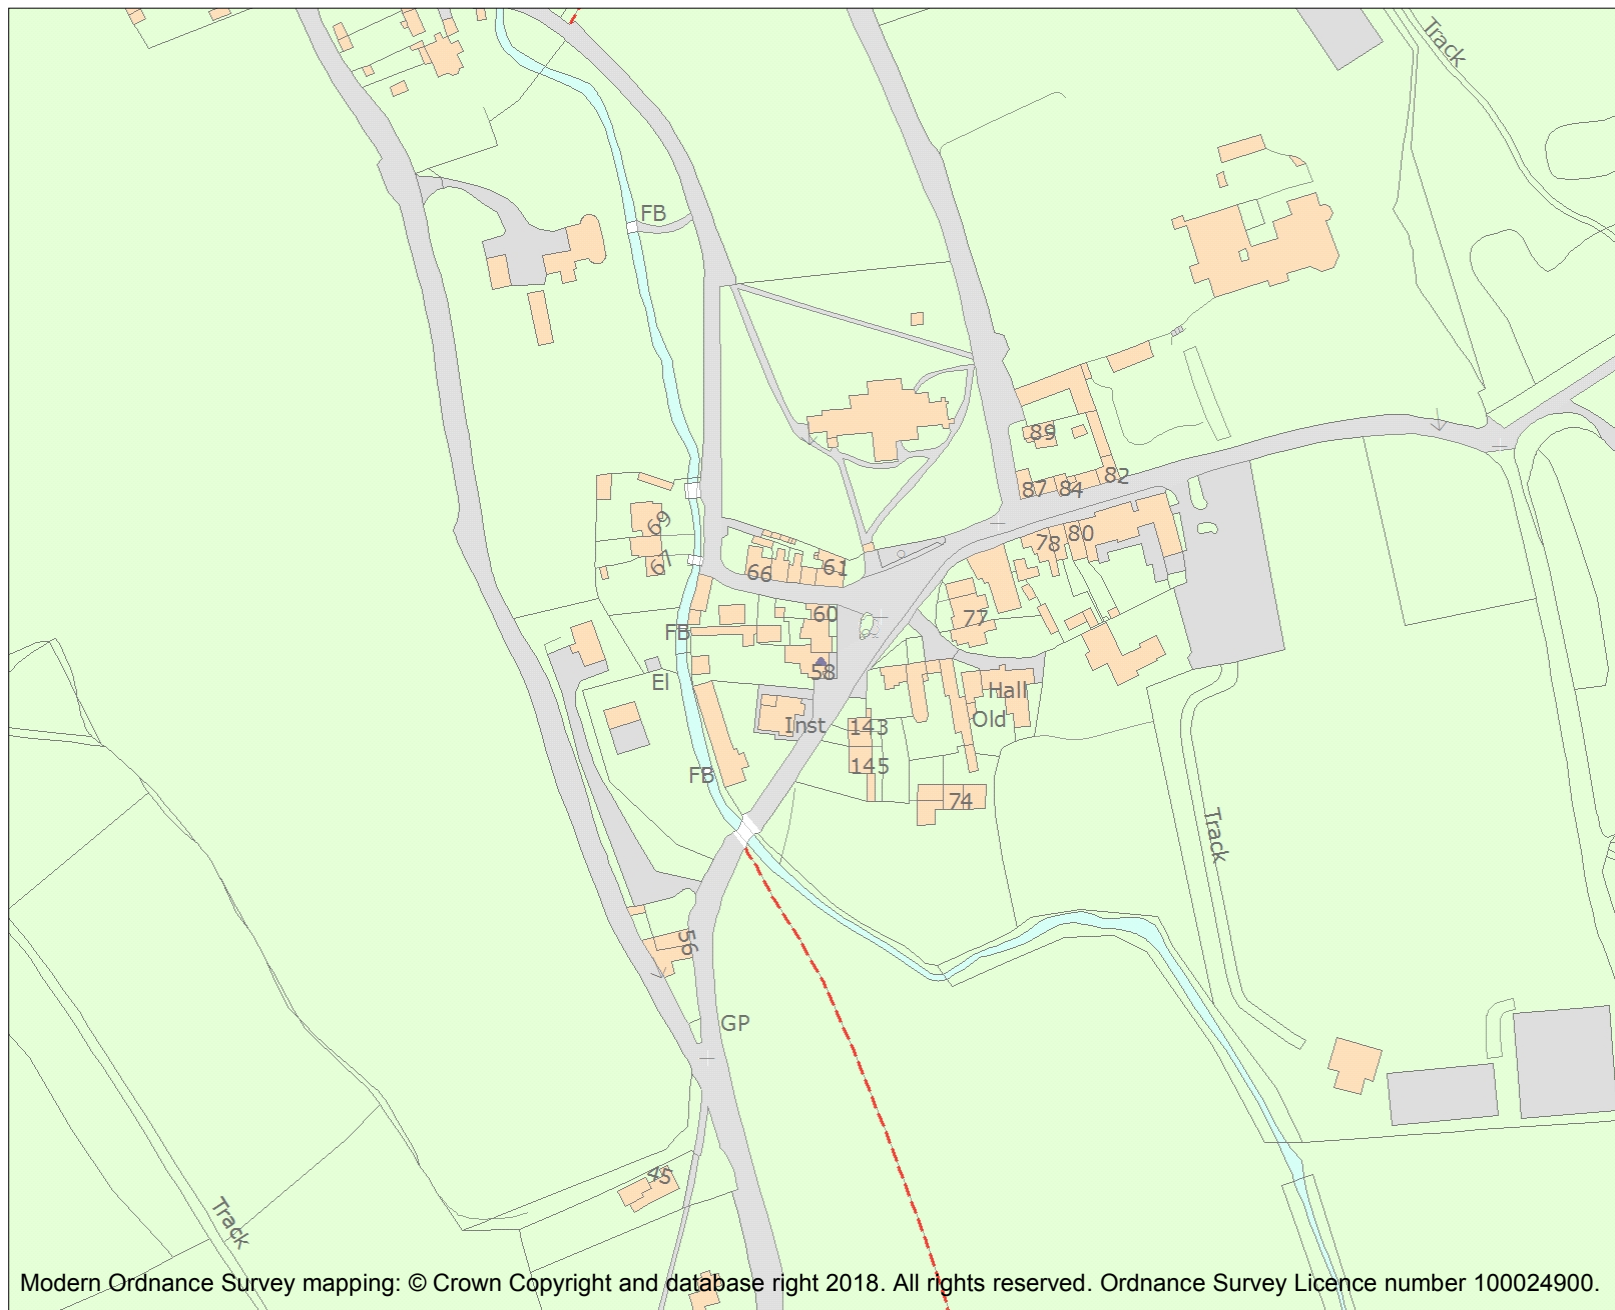 Track
FB
89
82
87
84
69
80
78
67
66
61
60
77
FB
58
El
Hall
Old
Inst
143
145
FB
74
Track
56
GP
45
Track
Modern Ordnance Survey mapping: © Crown Copyright and database right 2018. All rights reserved. Ordnance Survey Licence number 100024900.